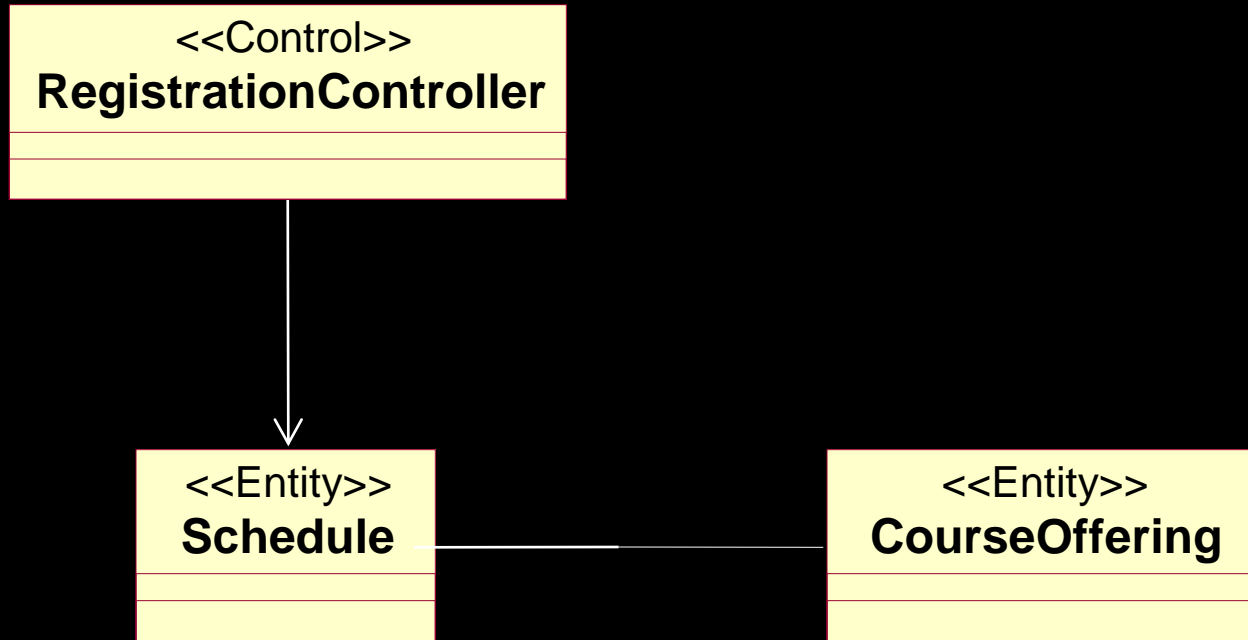 <<Control>>
RegistrationController
<<Entity>>
Schedule
<<Entity>>
CourseOffering